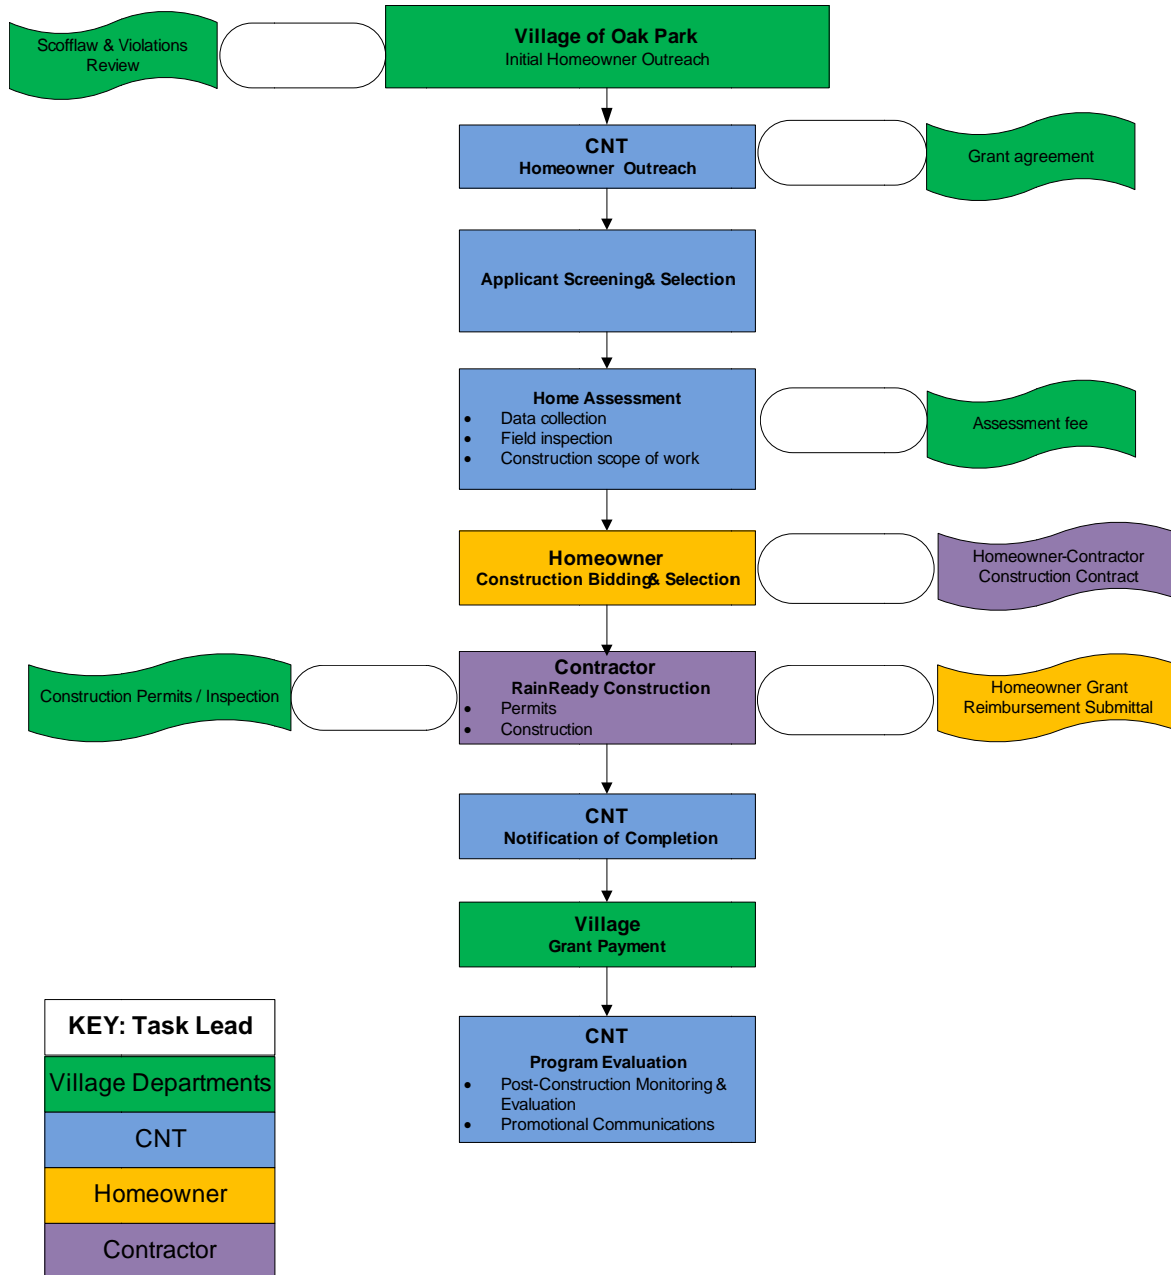 Scofflaw & Violations
Review
Village of Oak Park
Initial Homeowner Outreach
CNT
Homeowner Outreach
Grant agreement
Applicant Screening& Selection
Home Assessment
• Data collection
• Field inspection
• Construction scope of work
Assessment fee
Homeowner
Construction Bidding& Selection
Homeowner-Contractor
Construction Contract
Construction Permits / Inspection
Contractor
RainReady Construction
• Permits
• Construction
Homeowner Grant
Reimbursement Submittal
CNT
Notification of Completion
Village
Grant Payment
CNT
Program Evaluation
• Post-Construction Monitoring &
Evaluation
• Promotional Communications
KEY: Task Lead
Village Departments
CNT
Homeowner
Contractor